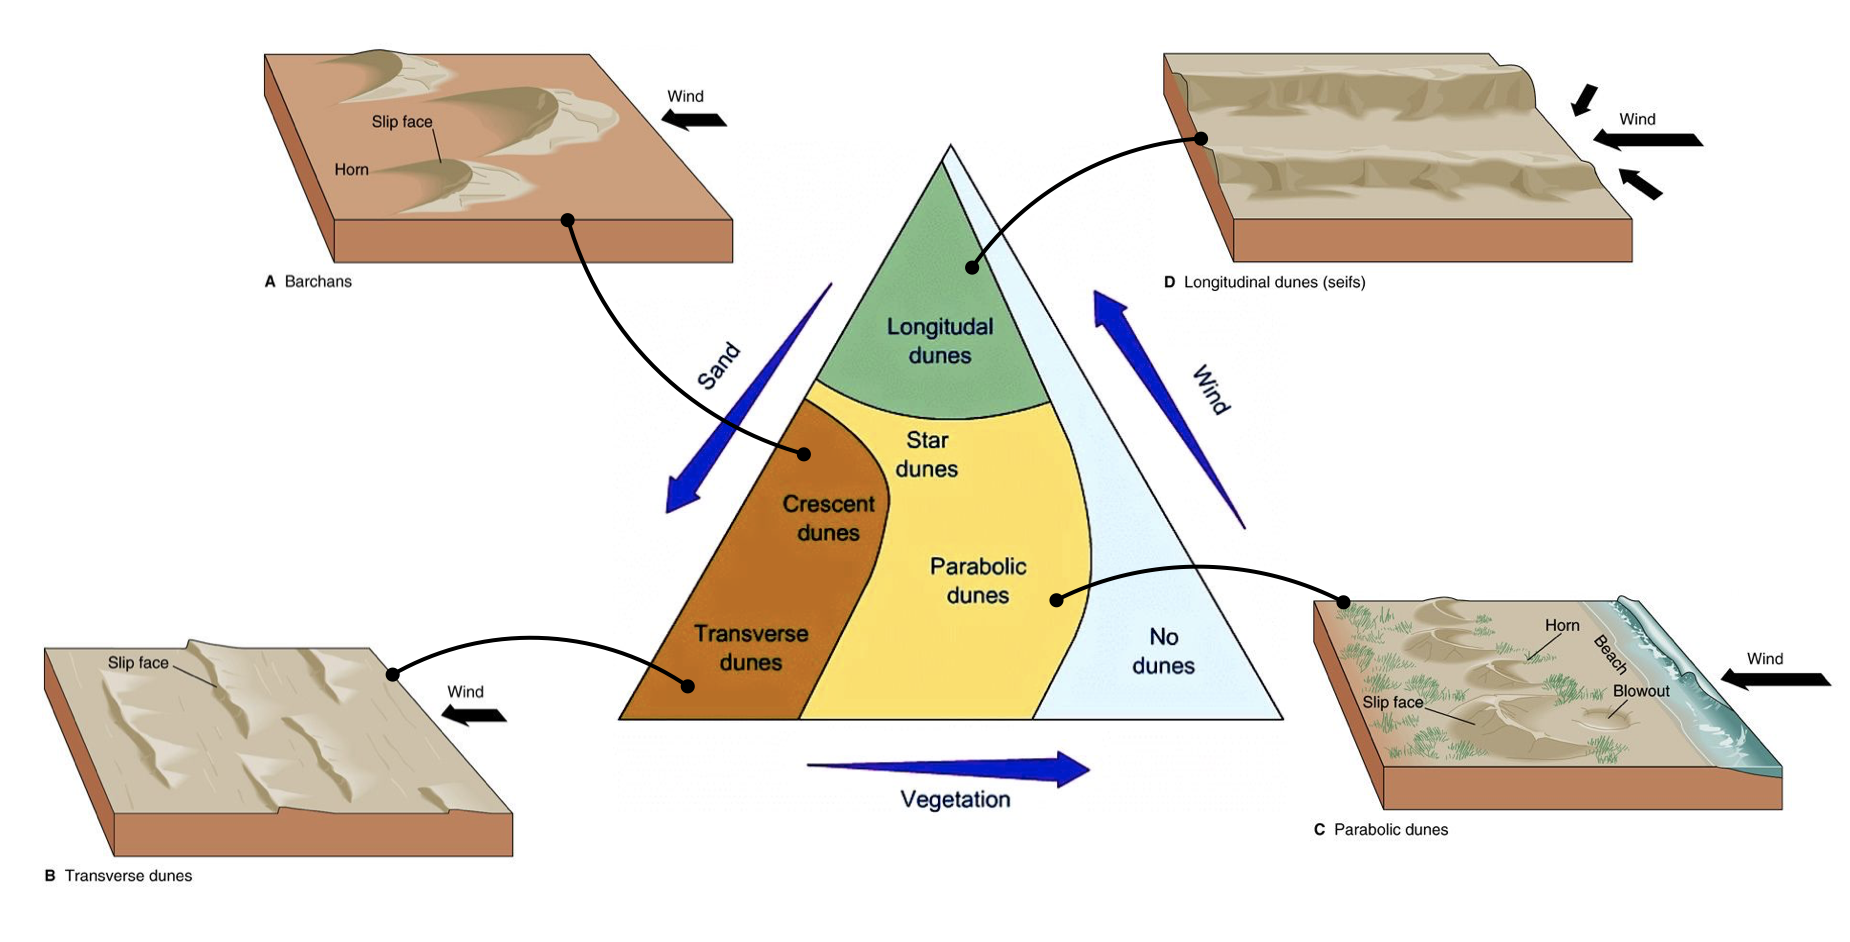 Wind
Slip face
Horn
A Barchans
Wind
D Longitudinal dunes (seifs)
Sand
Wind
Longitudal
dunes
Star
dunes
Crescent
dunes
Parabolic
dunes
Transverse
dunes
No
dunes
Vegetation
Slip face
Wind
B Transverse dunes
Horn
Beach
Wind
Blowout
Slip face
C Parabolic dunes